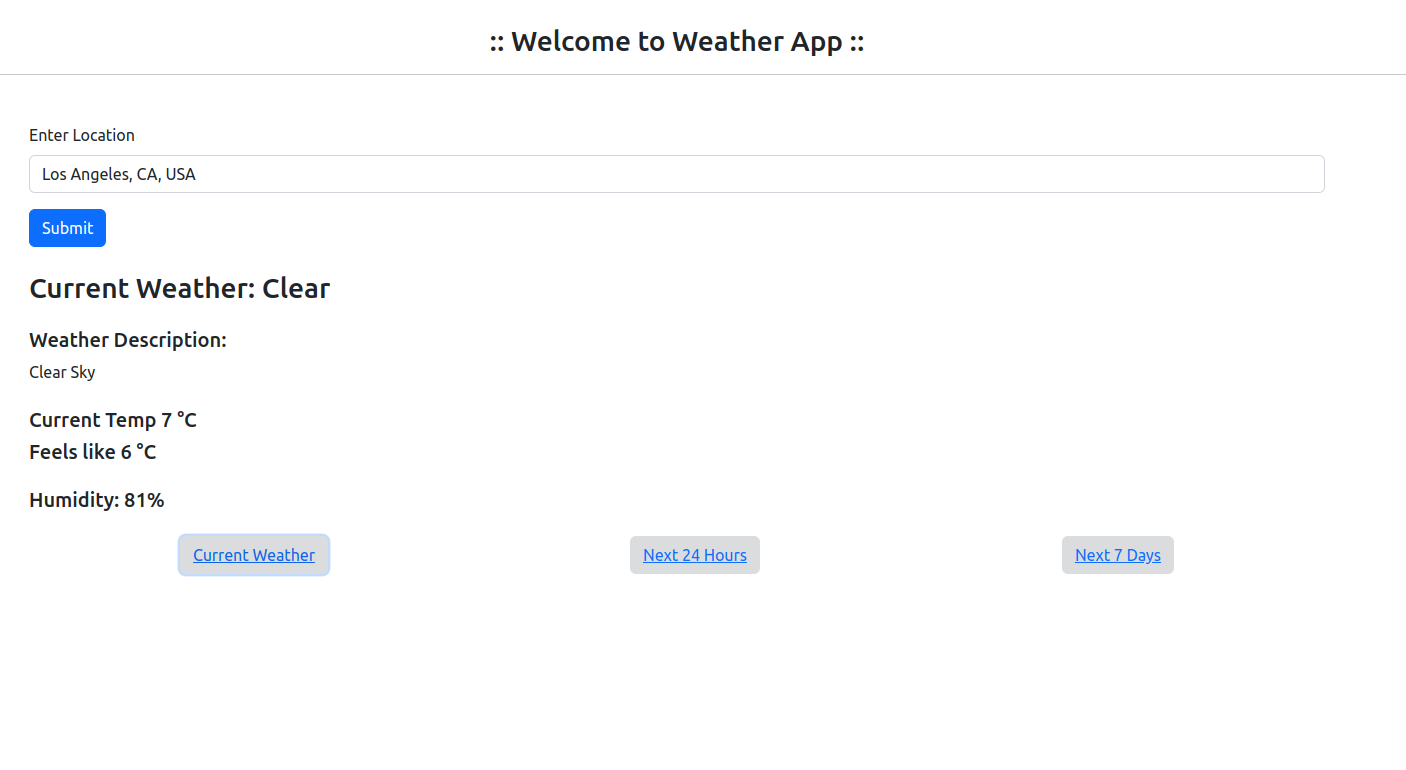 :: Welcome to Weather App ::
Enter Location
Los Angeles, CA, USA
Submit
Current Weather: Clear
Weather Description:
Clear Sky
Current Temp 7 °C
Feels like 6 °C
Humidity: 81%
Current Weather Next 24 Hours Next 7 Days